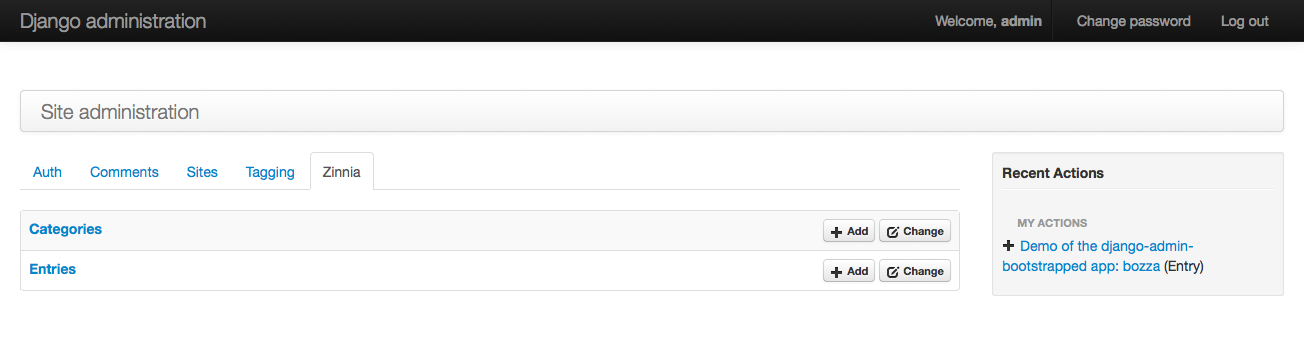 Django administration Welcome, admin Change password Log out
Site administration
Auth Comments Sites Tagging Zinnia
Categories Add Change
Entries Add Change
Recent Actions
MY ACTIONS
Demo of the django-admin-
bootstrapped app: bozza (Entry)